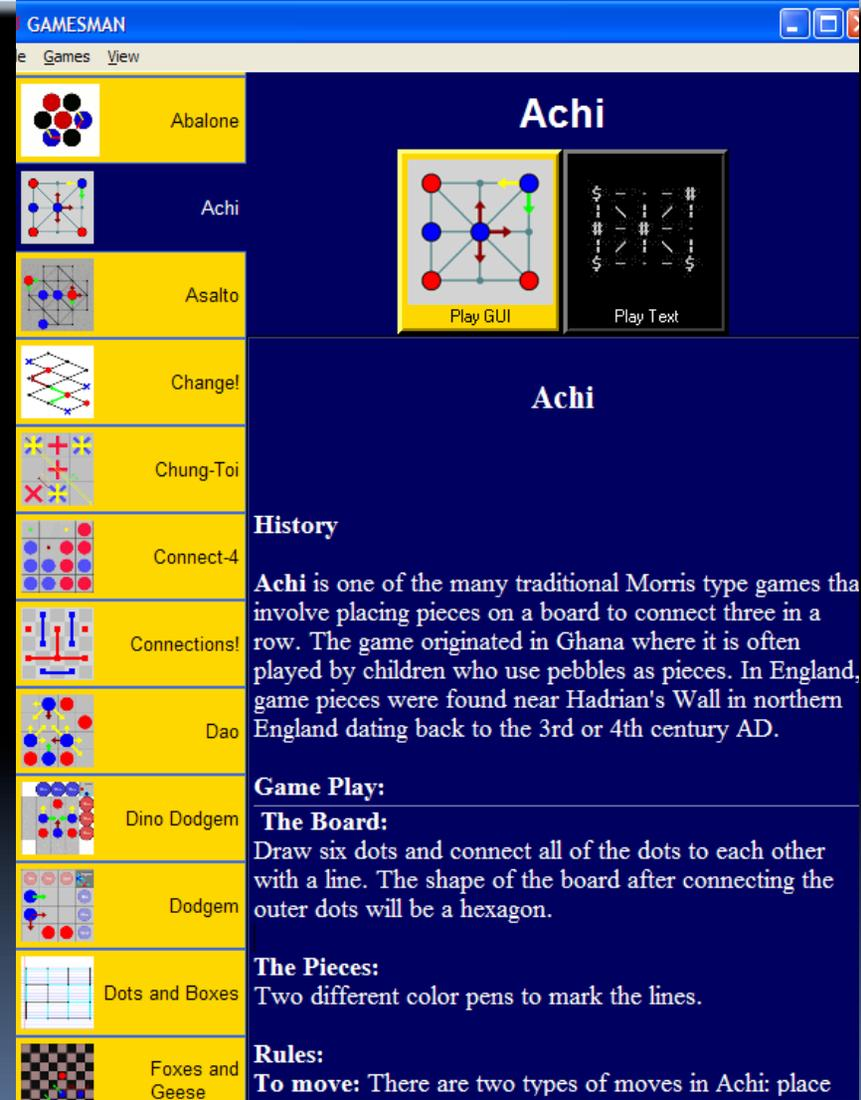 GAMESMAN
le Games View
Abalone
Achi
Asalto
Change!
Chung-Toi
Connect-4
Connections!
Dao
Dino Dodgem
Dodgem
Dots and Boxes
Foxes and
Geese
Achi
$ - · - #
¦ \ ¦ / ¦
# - # - ·
¦ / ¦ \ ¦
$ - · - $
Play GUI
Play Text
Achi
History
Achi is one of the many traditional Morris type games tha
involve placing pieces on a board to connect three in a
row. The game originated in Ghana where it is often
played by children who use pebbles as pieces. In England,
game pieces were found near Hadrian's Wall in northern
England dating back to the 3rd or 4th century AD.
Game Play:
The Board:
Draw six dots and connect all of the dots to each other
with a line. The shape of the board after connecting the
outer dots will be a hexagon.
The Pieces:
Two different color pens to mark the lines.
Rules:
To move: There are two types of moves in Achi: place